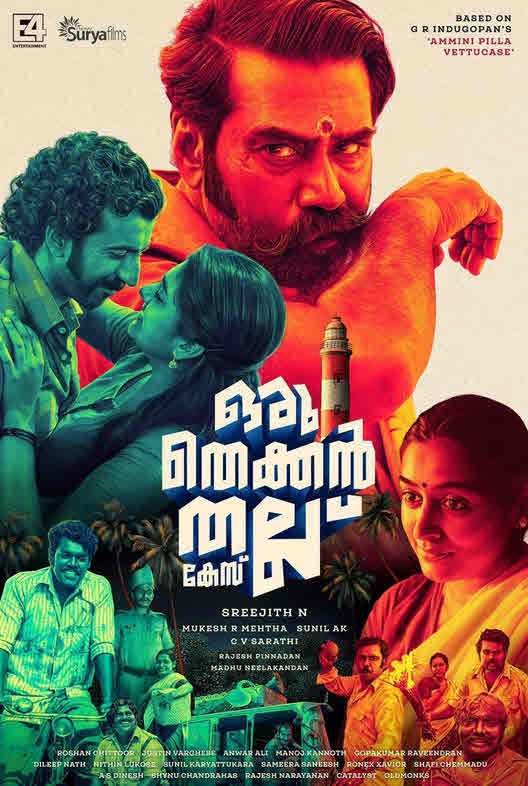 E4
ENTERTAINMENT
Suryafilms
BASED ON
G R INDUGOPAN'S
'AMMINI PILLA
VETTUCASE'
ഒരു
തെക്കൻ
തല്ല്
കേസ്
SREEJITH N
MUKESH R MEHTHA SUNIL AK
C V SARATHI
RAJESH PINNADAN
MADHU NEELAKANDAN
ROSHAN CHITTOOR JUSTIN VARGHESE ANWAR ALI MANOJ KANNOTH GOPAKUMAR RAVEENDRAN
DILEEP NATH NITHIN LUKOSE SUNIL KARYATTUKARA SAMEERA SANEESH RONEX XAVIOR SHAFI CHEMMADU
A S DINESH SHYNU CHANDRAHAS RAJESH NARAYANAN CATALYST OLDMONKS